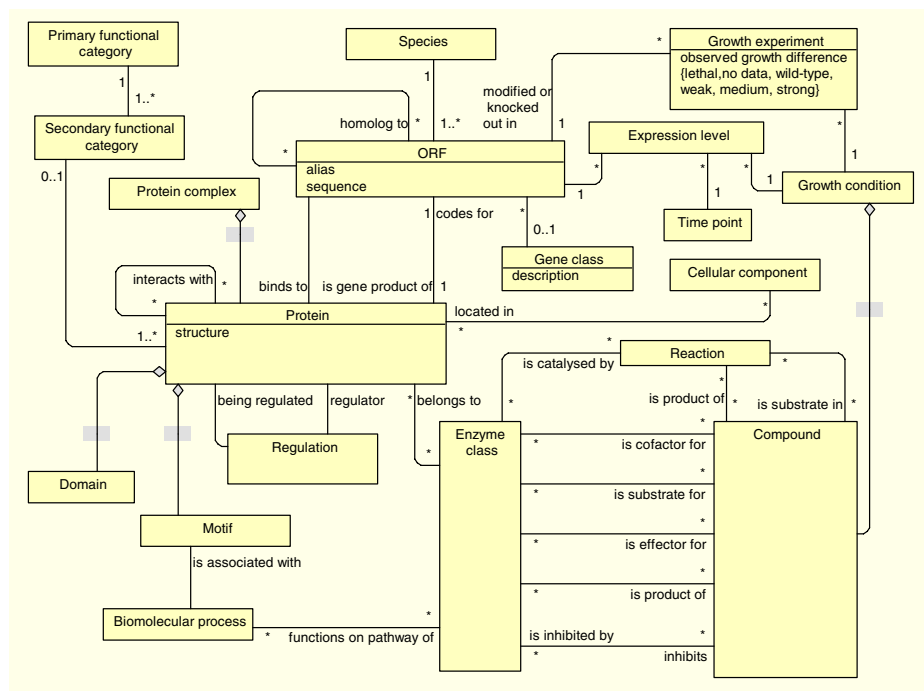 Primary functional
category
1
1..*
Secondary functional
category
0..1
Species
1
1..*
homolog to
*
*
ORF
alias
sequence
modified or
knocked
out in
*
1
Growth experiment
observed growth difference
{lethal,no data, wild-type,
weak, medium, strong}
*
1
Expression level
*
1
*
1
*
1
Growth condition
Time point
Protein complex
1
codes for
*
0..1
Gene class
description
Cellular component
interacts with
*
*
binds to
is gene product of
1
located in
*
*
1..*
Protein
structure
being regulated
regulator
Regulation
*
belongs to
*
Reaction
*
is catalysed by
*
*
is product of
*
*
is substrate in
*
Enzyme
class
Compound
*
*
is cofactor for
*
*
is substrate for
*
*
is effector for
*
*
is product of
is inhibited by
*
*
inhibits
Domain
Motif
is associated with
Biomolecular process
*
*
functions on pathway of